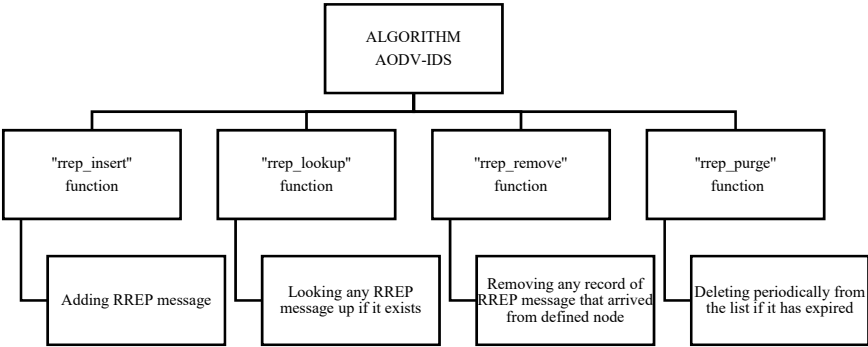 ALGORITHM
AODV-IDS
"rrep_insert"
function
"rrep_lookup"
function
"rrep_remove"
function
"rrep_purge"
function
Adding RREP message
Looking any RREP
message up if it exists
Removing any record of
RREP message that arrived
from defined node
Deleting periodically from
the list if it has expired